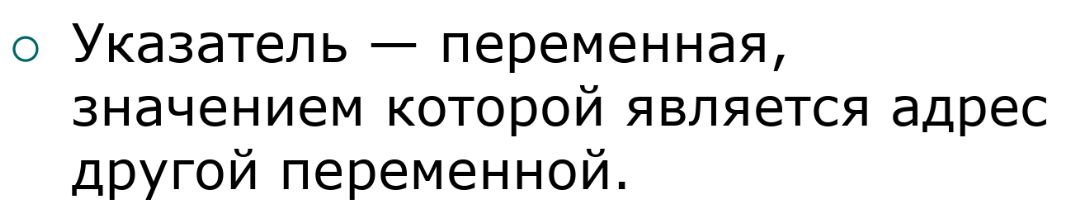 Указатель — переменная,
значением которой является адрес
другой переменной.